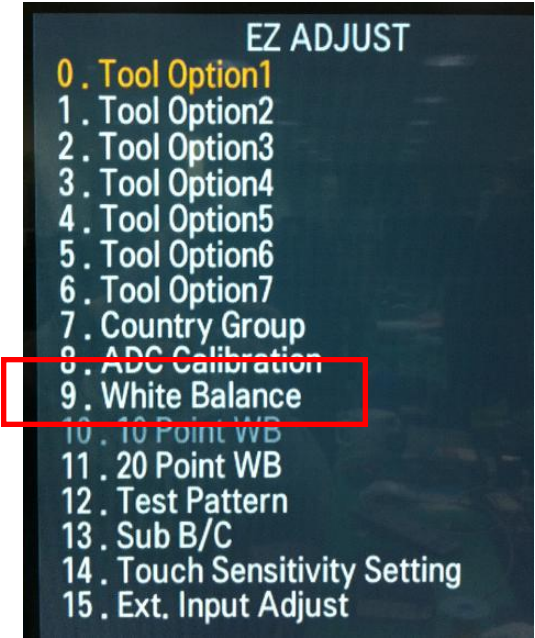 EZ ADJUST
0 . Tool Option1
1 . Tool Option2
2 . Tool Option3
3 . Tool Option4
4 . Tool Option5
5 . Tool Option6
6 . Tool Option7
7 . Country Group
8 . ADC Calibration
9 . White Balance
10 . 10 Point WB
11 . 20 Point WB
12 . Test Pattern
13 . Sub B/C
14 . Touch Sensitivity Setting
15 . Ext. Input Adjust